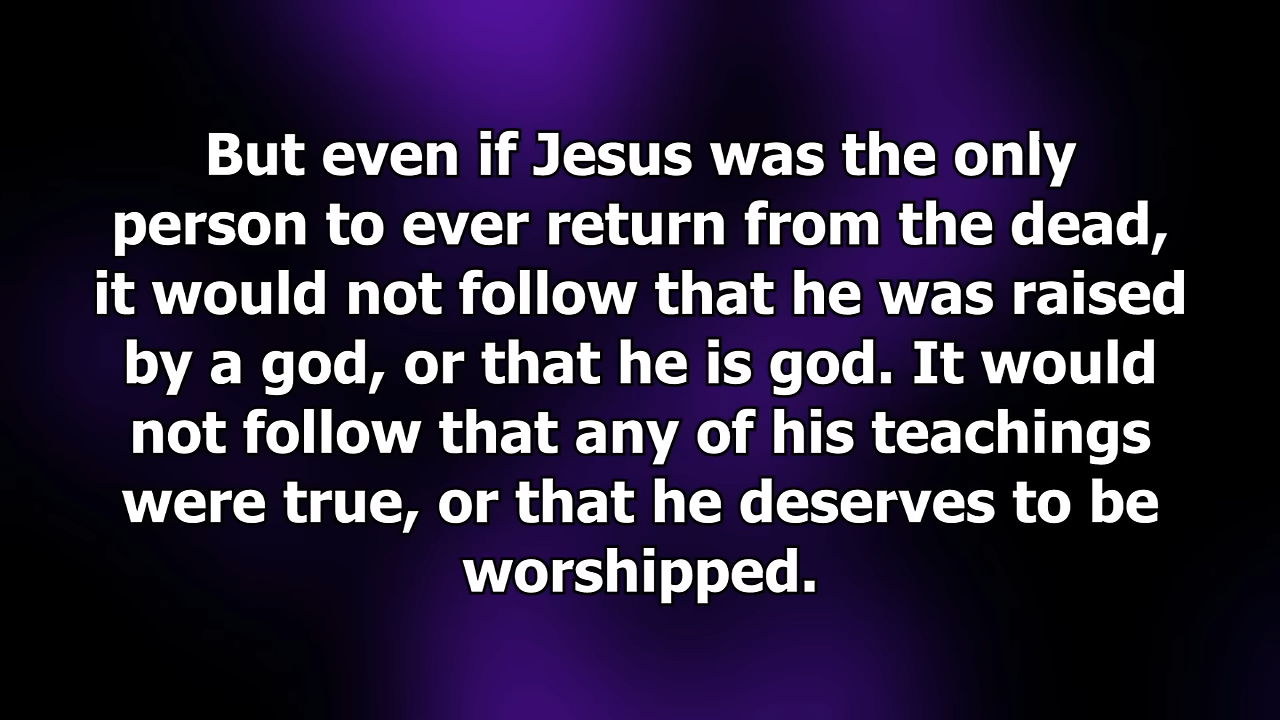 But even if Jesus was the only
person to ever return from the dead,
it would not follow that he was raised
by a god, or that he is god. It would
not follow that any of his teachings
were true, or that he deserves to be
worshipped.